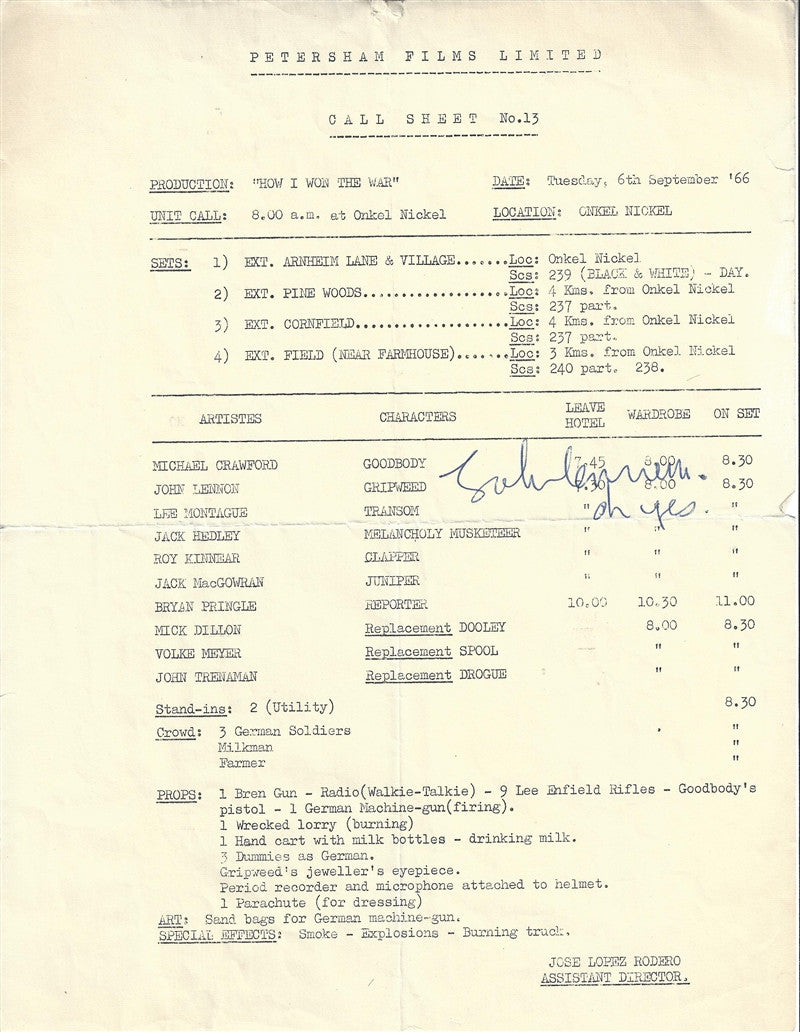 PETERSHAM FILMS LIMITED
CALL SHEET No.13
PRODUCTION: "HOW I WON THE WAR" DATE: Tuesday, 6th September '66
UNIT CALL: 8.00 a.m. at Onkel Nickel LOCATION: ONKEL NICKEL
SETS: 1) EXT. ARNHEIM LANE & VILLAGE.......Loc: Onkel Nickel
Scs: 239 (BLACK & WHITE) - DAY.
2) EXT. PINE WOODS...................Loc: 4 Kms. from Onkel Nickel
Scs: 237 part.
3) EXT. CORNFIELD....................Loc: 4 Kms. from Onkel Nickel
Scs: 237 part.
4) EXT. FIELD (NEAR FARMHOUSE).......Loc: 3 Kms. from Onkel Nickel
Scs: 240 part. 238.
ARTISTES CHARACTERS LEAVE HOTEL WARDROBE ON SET
MICHAEL CRAWFORD GOODBODY 7.45 8.00 8.30
JOHN LENNON GRIPWEED 7.30 8.00 8.30
John Lennon.
LEE MONTAGUE TRANSOM " " "
oh yes.
JACK HEDLEY MELANCHOLY MUSKETEER " " "
ROY KINNEAR CLAPPER " " "
JACK MacGOWRAN JUNIPER " " "
BRYAN PRINGLE REPORTER 10.00 10.30 11.00
MICK DILLON Replacement DOOLEY 8.00 8.30
VOLKE MEYER Replacement SPOOL " "
JOHN TRENAMAN Replacement DROGUE " "
Stand-ins: 2 (Utility) 8.30
Crowd: 3 German Soldiers "
Milkman "
Farmer "
PROPS: 1 Bren Gun - Radio(Walkie-Talkie) - 9 Lee Enfield Rifles - Goodbody's
pistol - 1 German Machine-gun(firing).
1 Wrecked lorry (burning)
1 Hand cart with milk bottles - drinking milk.
3 Dummies as German.
Gripweed's jeweller's eyepiece.
Period recorder and microphone attached to helmet.
1 Parachute (for dressing)
ART: Sand bags for German machine-gun.
SPECIAL EFFECTS: Smoke - Explosions - Burning truck.
JOSE LOPEZ RODERO
ASSISTANT DIRECTOR.